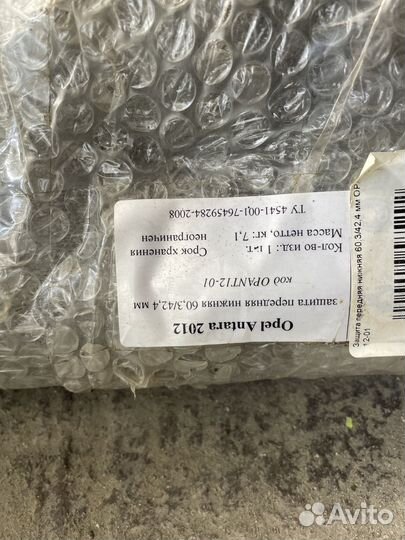 Opel Antara 2012
защита передняя нижняя 60,3/42,4 мм
код OPANT12-01
Кол-во изд.: 1 шт.
Срок хранения
Масса нетто, кг: 7,1
неограничен
ТУ 4541-001-76459284-2008
Защита передняя нижняя 60.3/42.4 мм OP
12-01
Avito